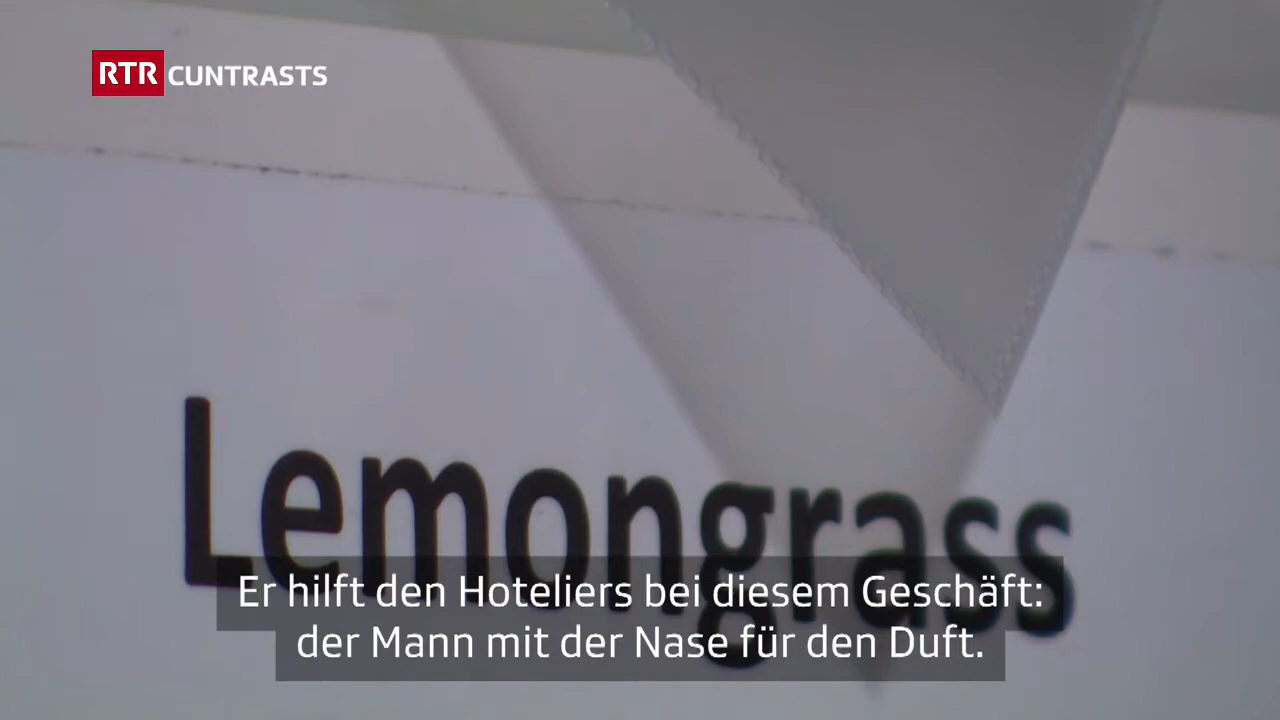 RTR CUNTRASTS
Lemongrass
Er hilft den Hoteliers bei diesem Geschäft:
der Mann mit der Nase für den Duft.